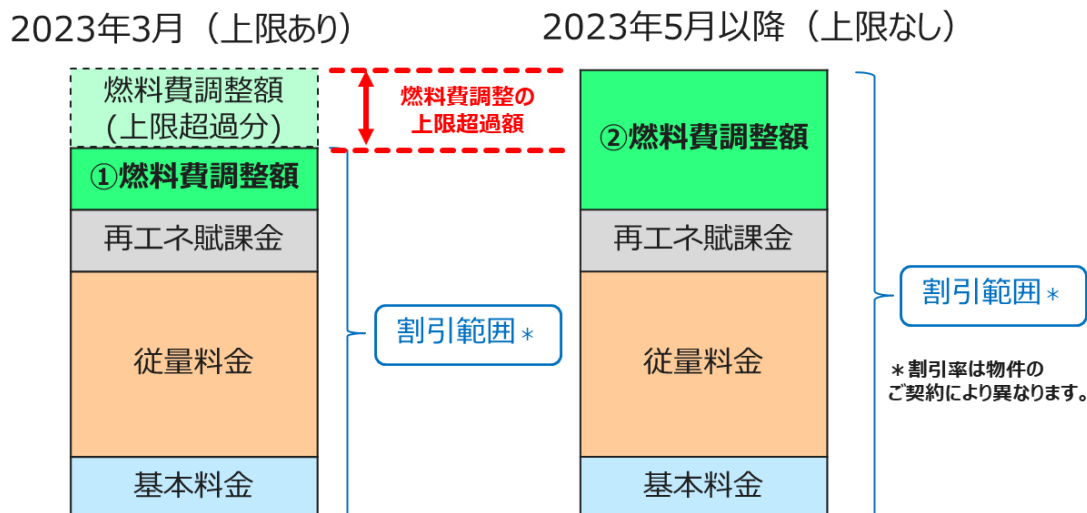 2023年3月（上限あり）
燃料費調整額
(上限超過分)
①燃料費調整額
再エネ賦課金
従量料金
基本料金
燃料費調整の
上限超過額
割引範囲＊
2023年5月以降（上限なし）
②燃料費調整額
再エネ賦課金
従量料金
基本料金
割引範囲＊
＊割引率は物件の
ご契約により異なります。